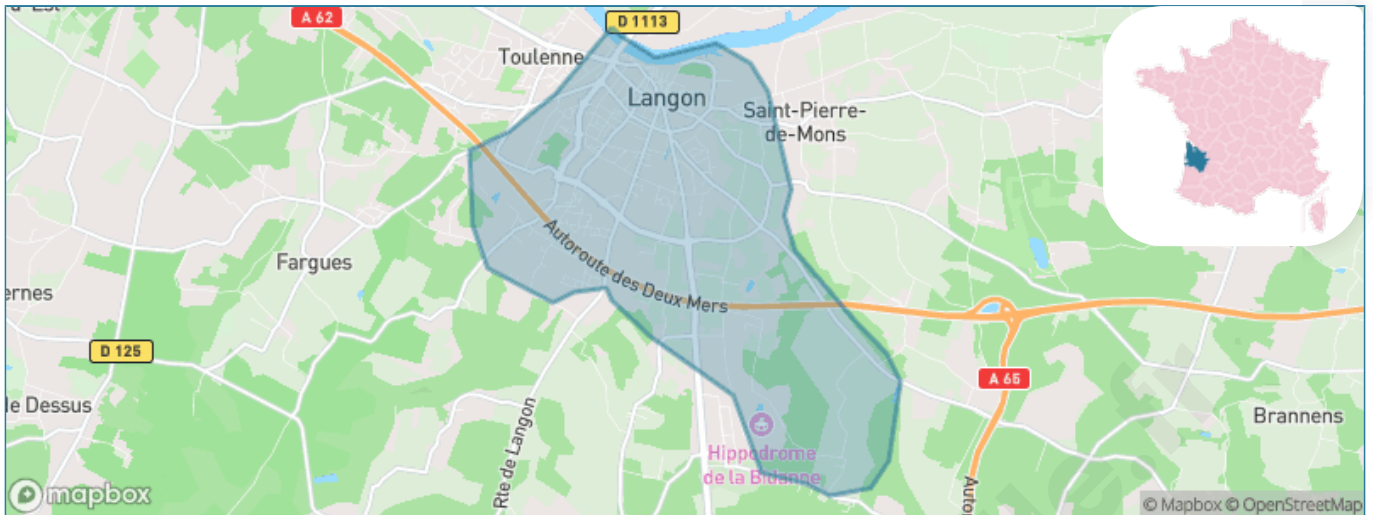 A 62
D 1113
Toulenne
Langon
Saint-Pierre-
de-Mons
Autoroute des Deux Mers
Fargues
ernes
D 125
A 65
de Dessus
Rte de Langon
Brannens
Hippodrome
de la Bidanne
mapbox
© Mapbox © OpenStreetMap